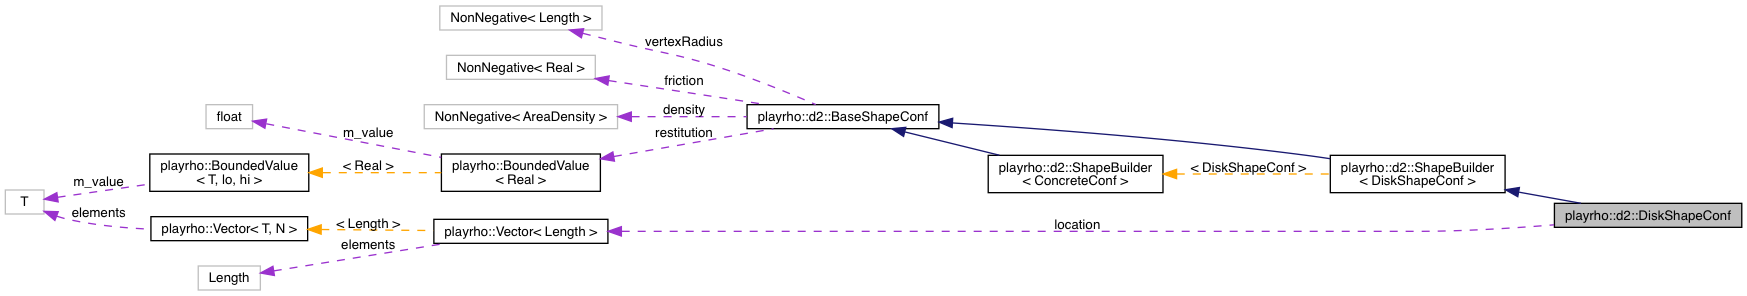 NonNegative< Length >
vertexRadius
NonNegative< Real >
friction
float
NonNegative< AreaDensity >
density
playrho::d2::BaseShapeConf
m_value
restitution
playrho::BoundedValue
< T, lo, hi >
< Real >
playrho::BoundedValue
< Real >
playrho::d2::ShapeBuilder
< ConcreteConf >
< DiskShapeConf >
playrho::d2::ShapeBuilder
< DiskShapeConf >
m_value
T
elements
playrho::Vector< T, N >
< Length >
playrho::Vector< Length >
location
playrho::d2::DiskShapeConf
elements
Length